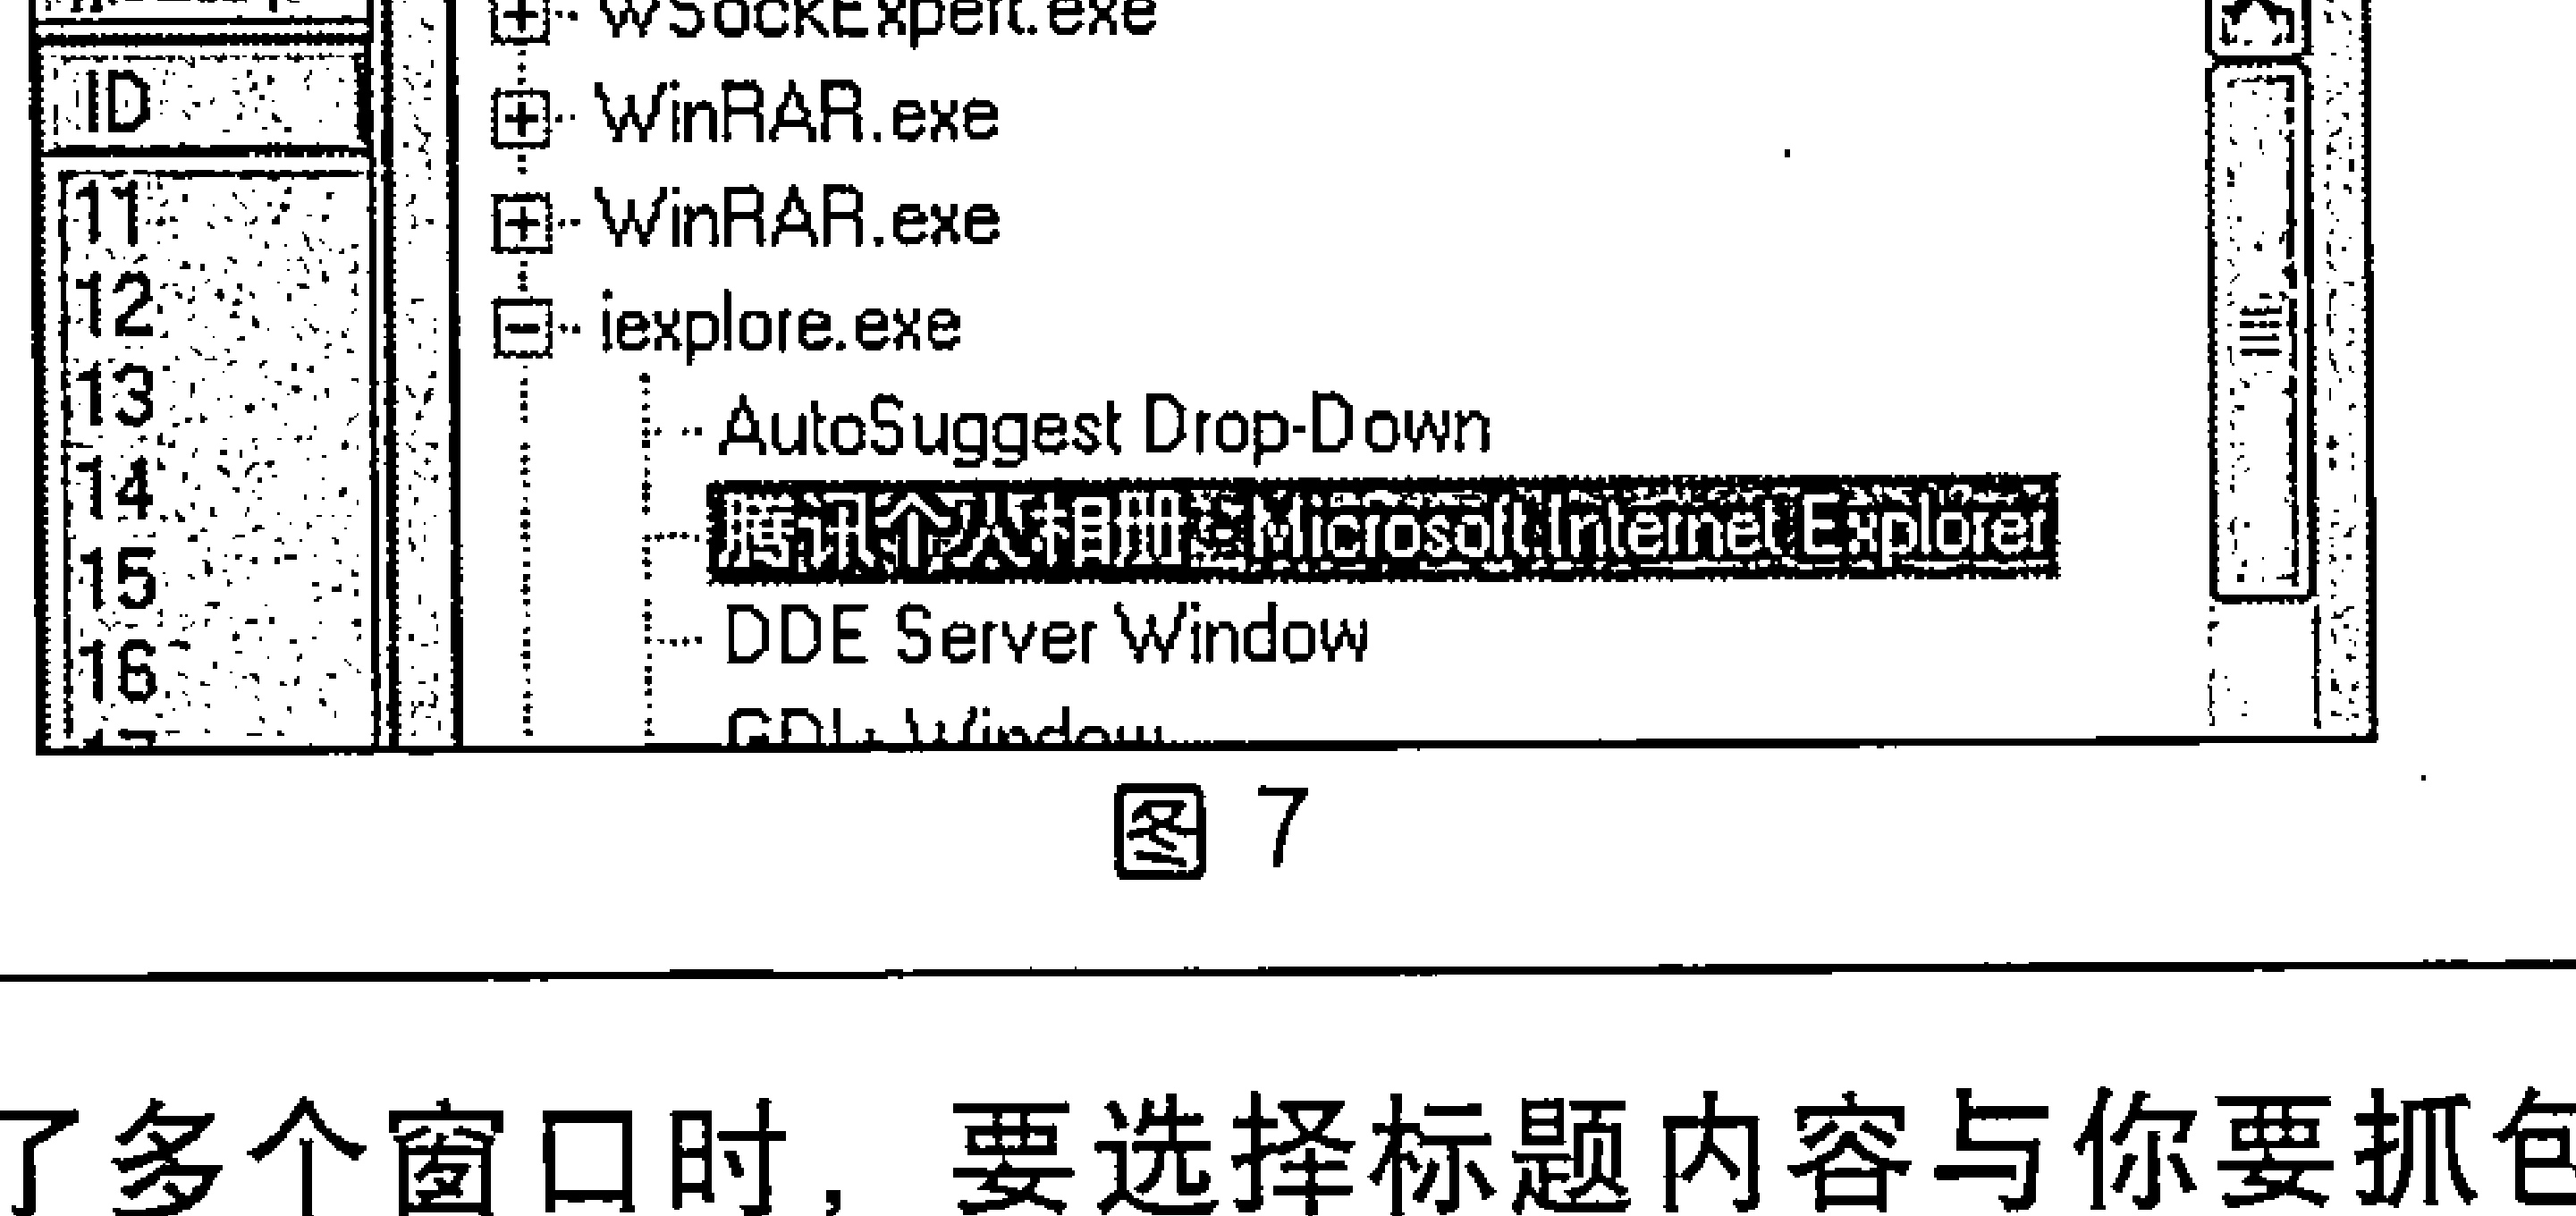 WSockExpert.exe
ID
WinRAR.exe
11
WinRAR.exe
12
iexplore.exe
13
AutoSuggest Drop-Down
14
腾讯个人相册 - Microsoft Internet Explorer
15
DDE Server Window
16
GDI+ Window
图 7
了多个窗口时，要选择标题内容与你要抓包